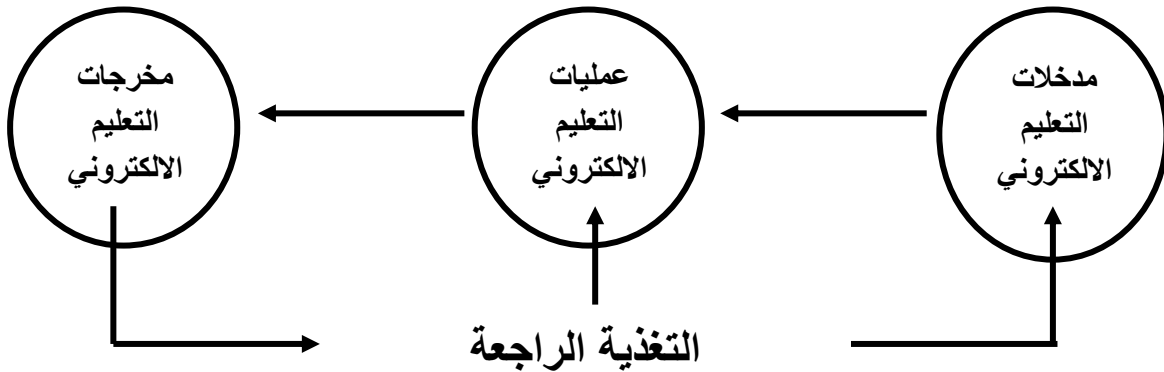 مدخلات
التعليم
الالكتروني
عمليات
التعليم
الالكتروني
مخرجات
التعليم
الالكتروني
التغذية الراجعة